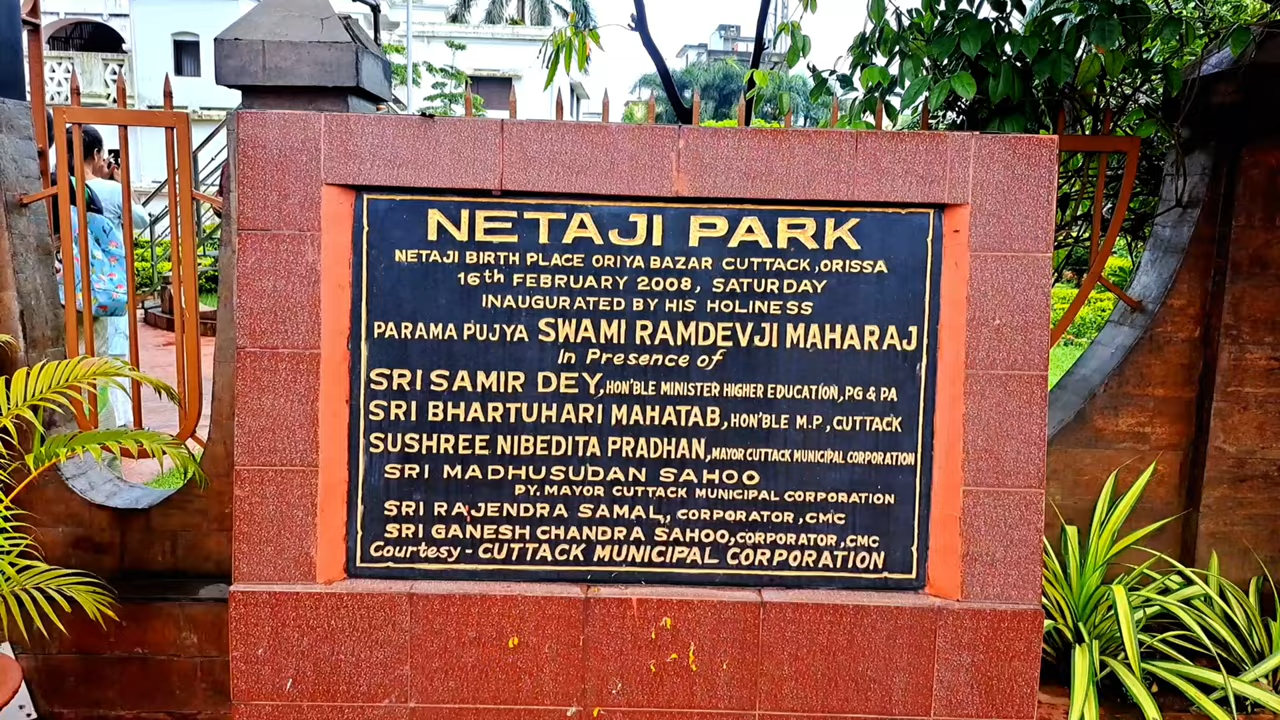 NETAJI PARK
NETAJI BIRTH PLACE ORIYA BAZAR CUTTACK, ORISSA
16th FEBRUARY 2008, SATURDAY
INAUGURATED BY HIS HOLINESS
PARAMA PUJYA SWAMI RAMDEVJI MAHARAJ
In Presence of
SRI SAMIR DEY, HON'BLE MINISTER HIGHER EDUCATION, PG & PA
SRI BHARTUHARI MAHATAB, HON'BLE M.P, CUTTACK
SUSHREE NIBEDITA PRADHAN, MAYOR CUTTACK MUNICIPAL CORPORATION
SRI MADHUSUDAN SAHOO
PY. MAYOR CUTTACK MUNICIPAL CORPORATION
SRI RAJENDRA SAMAL, CORPORATOR, CMC
SRI GANESH CHANDRA SAHOO, CORPORATOR, CMC
Courtesy - CUTTACK MUNICIPAL CORPORATION